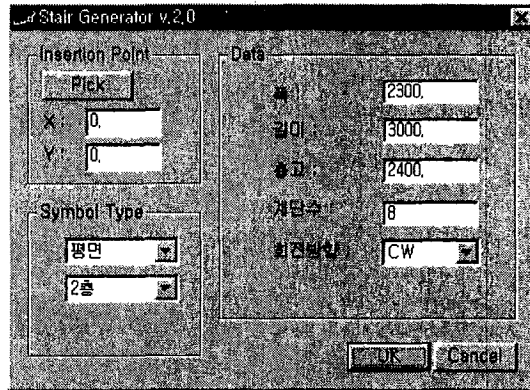 Stair Generator v.2.0
Insertion Point
Pick
X : 0.
Y : 0.
Symbol Type
평면
2층
Data
폭 : 2300.
길이 : 3000.
층고 : 2400.
계단수 : 8
회전방향 : CW
OK
Cancel